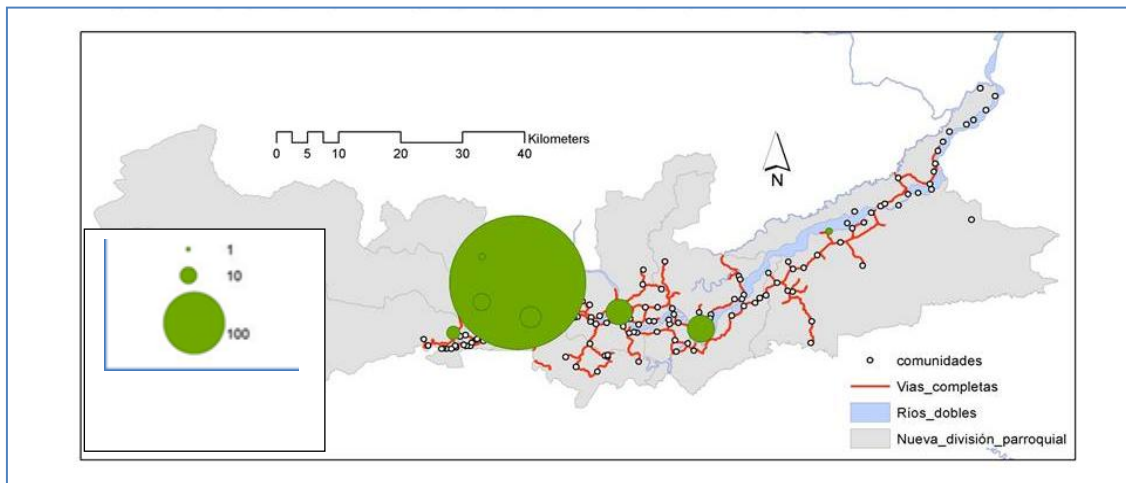 Kilometers
0 5 10 20 30 40
N
1
10
100
comunidades
Vias_completas
Ríos_dobles
Nueva_división_parroquial